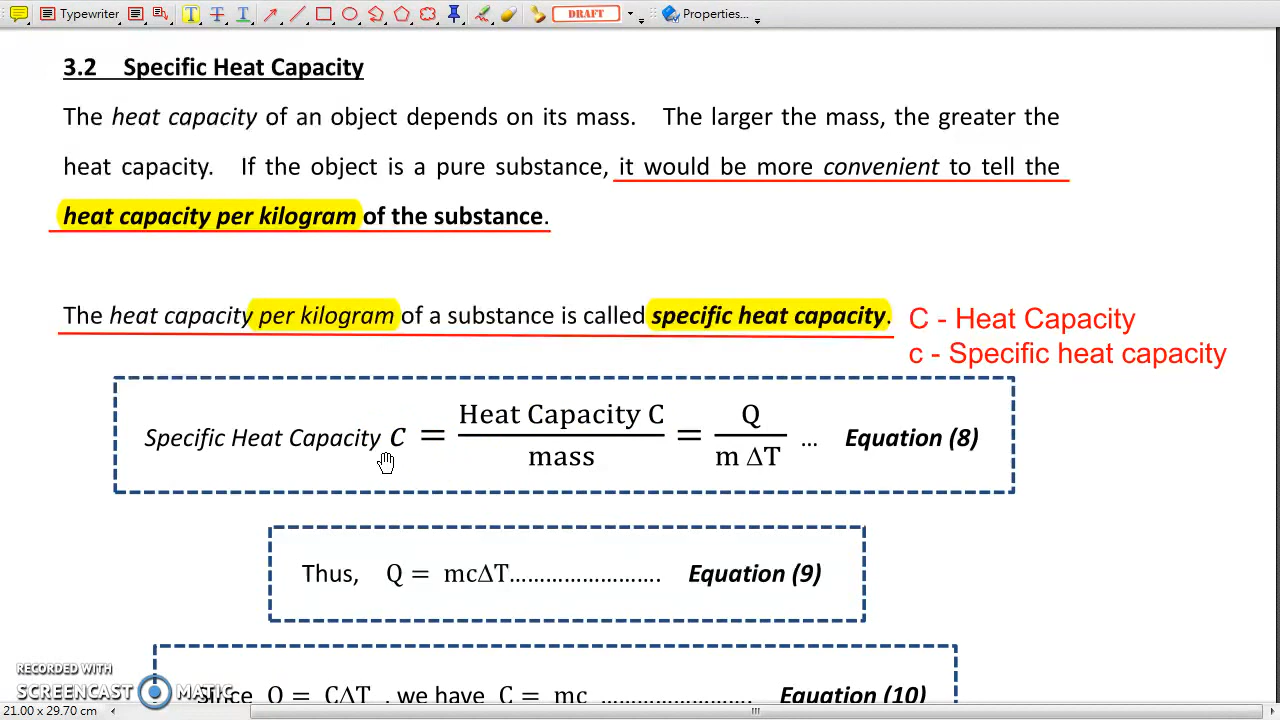 Typewriter T T T DRAFT Properties...
3.2 Specific Heat Capacity
The heat capacity of an object depends on its mass. The larger the mass, the greater the
heat capacity. If the object is a pure substance, it would be more convenient to tell the
heat capacity per kilogram of the substance.
The heat capacity per kilogram of a substance is called specific heat capacity.
C - Heat Capacity
c - Specific heat capacity
Specific Heat Capacity c = Heat Capacity C / mass = Q / m ΔT … Equation (8)
Thus, Q = mcΔT……………………. Equation (9)
Since Q = CΔT , we have C = mc ……………………. Equation (10)
RECORDED WITH
SCREENCAST MATIC
21.00 x 29.70 cm